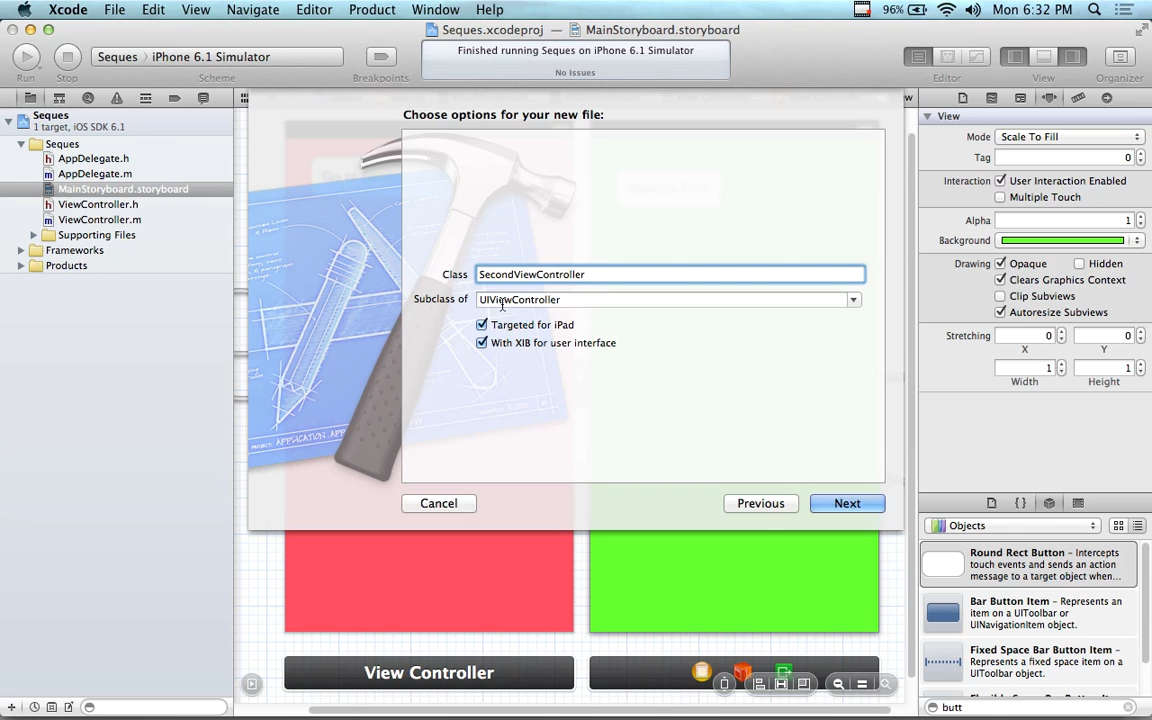 Xcode File Edit View Navigate Editor Product Window Help 96% Mon 6:32 PM
Seques.xcodeproj — MainStoryboard.storyboard
Seques iPhone 6.1 Simulator
Finished running Seques on iPhone 6.1 Simulator
No Issues
Run Stop Scheme Breakpoints Editor View Organizer
Seques
1 target, iOS SDK 6.1
Seques
AppDelegate.h
AppDelegate.m
MainStoryboard.storyboard
ViewController.h
ViewController.m
Supporting Files
Frameworks
Products
Choose options for your new file:
Class SecondViewController
Subclass of UIViewController
Targeted for iPad
With XIB for user interface
Cancel Previous Next
View Controller
View
Mode Scale To Fill
Tag 0
Interaction User Interaction Enabled
Multiple Touch
Alpha 1
Background
Drawing Opaque Hidden
Clears Graphics Context
Clip Subviews
Autoresize Subviews
Stretching 0 0
X Y
1 1
Width Height
Objects
Round Rect Button – Intercepts
touch events and sends an action
message to a target object when...
Bar Button Item – Represents an
item on a UIToolbar or
UINavigationItem object.
Fixed Space Bar Button Item –
Represents a fixed space item on a
UIToolbar object.
butt